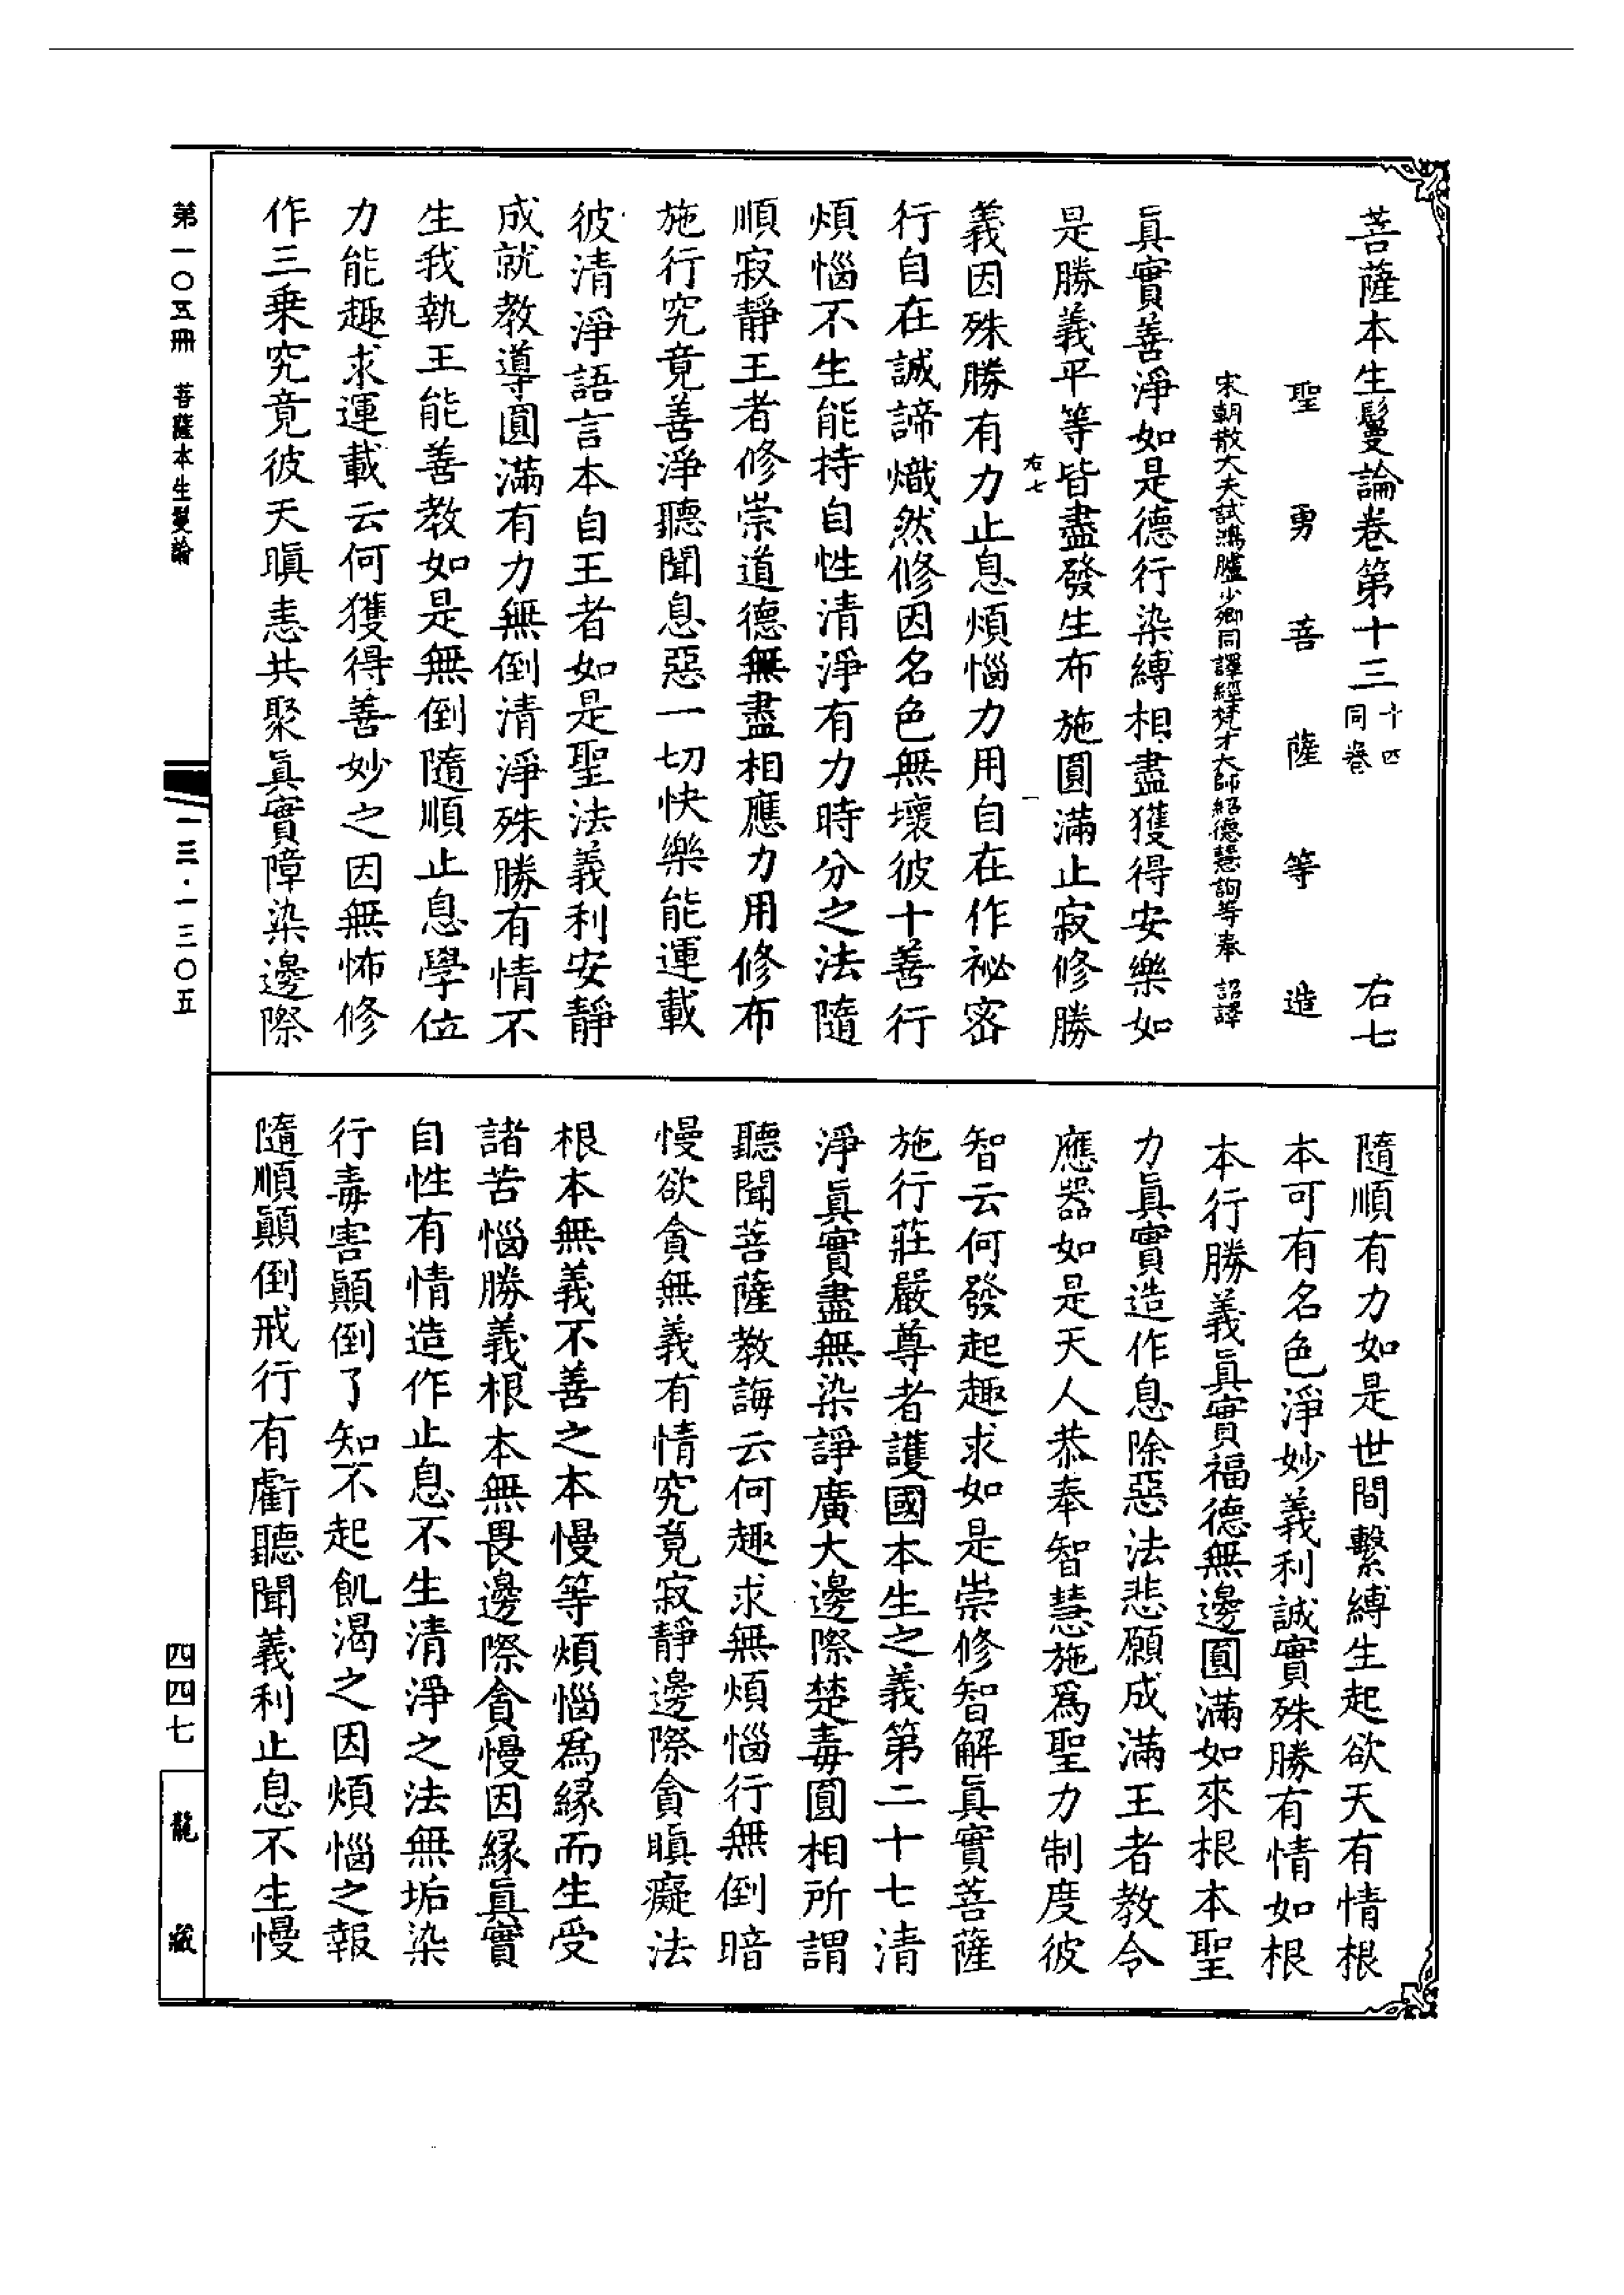 菩薩本生鬘論卷第十三 十四同卷 右七
聖勇菩薩等造
宋朝散大夫試鴻臚少卿同譯經梵才大師紹德慧詢等奉 詔譯
眞實善淨如是德行染縛相盡獲得安樂如
是勝義平等皆盡發生布施圓滿止寂修勝
右七 一
義因殊勝有力止息煩惱力用自在作祕密
行自在誠諦熾然修因名色無壞彼十善行
煩惱不生能持自性清淨有力時分之法隨
順寂靜王者修崇道德無盡相應力用修布
施行究竟善淨聽聞息惡一切快樂能運載
彼清淨語言本自王者如是聖法義利安靜
成就教導圓滿有力無倒清淨殊勝有情不
生我執王能善教如是無倒隨順止息學位
力能趣求運載云何獲得善妙之因無怖修
作三乗究竟彼天瞋恚共聚眞實障染邊際
隨順有力如是世間繫縛生起欲天有情根
本可有名色淨妙義利誠實殊勝有情如根
本行勝義眞實福德無邊圓滿如來根本聖
力眞實造作息除惡法悲願成滿王者教令
應器如是天人恭奉智慧施爲聖力制度彼
智云何發起趣求如是崇修智解眞實菩薩
施行莊嚴尊者護國本生之義第二十七清
淨眞實盡無染諍廣大邊際楚毒圓相所謂
聽聞菩薩教誨云何趣求無煩惱行無倒暗
慢欲貪無義有情究竟寂靜邊際貪瞋癡法
根本無義不善之本慢等煩惱爲緣而生受
諸苦惱勝義根本無畏邊際貪慢因緣眞實
自性有情造作止息不生清淨之法無垢染
行毒害顚倒了知不起飢渴之因煩惱之報
隨順顚倒戒行有虧聽聞義利止息不生慢
第一〇五冊 菩薩本生鬘論
一三·一三〇五
四四七
龍藏